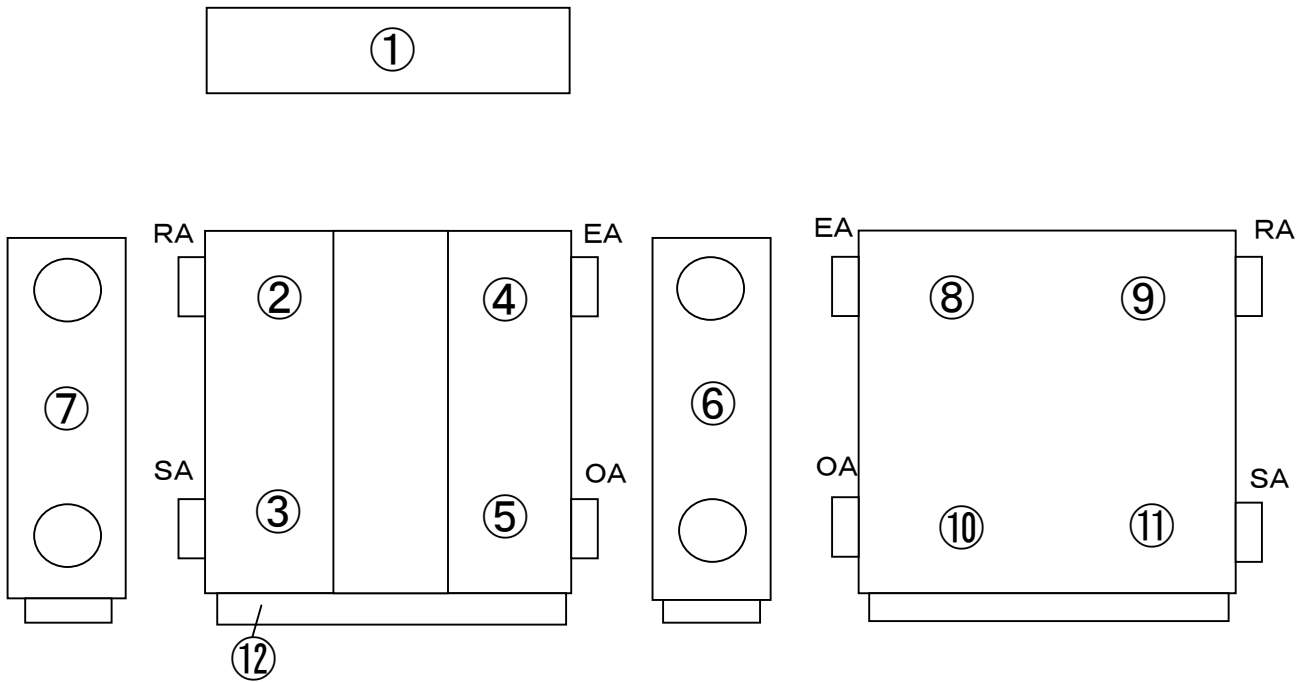 ①
RA
EA
EA
RA
②
④
⑧
⑨
⑦
⑥
SA
OA
OA
SA
③
⑤
⑩
⑪
⑫